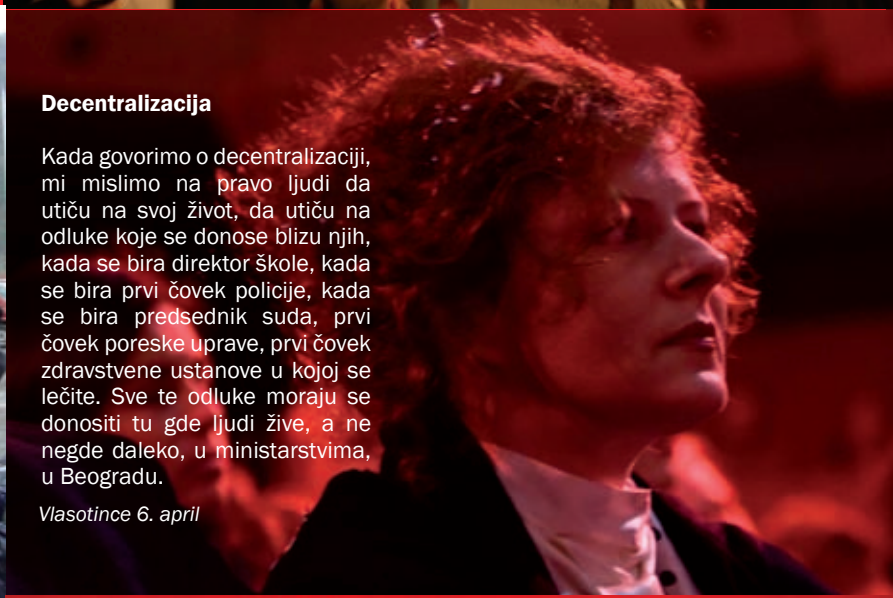 Decentralizacija
Kada govorimo o decentralizaciji,
mi mislimo na pravo ljudi da
utiču na svoj život, da utiču na
odluke koje se donose blizu njih,
kada se bira direktor škole, kada
se bira prvi čovek policije, kada
se bira predsednik suda, prvi
čovek poreske uprave, prvi čovek
zdravstvene ustanove u kojoj se
lečite. Sve te odluke moraju se
donositi tu gde ljudi žive, a ne
negde daleko, u ministarstvima,
u Beogradu.
Vlasotince 6. april